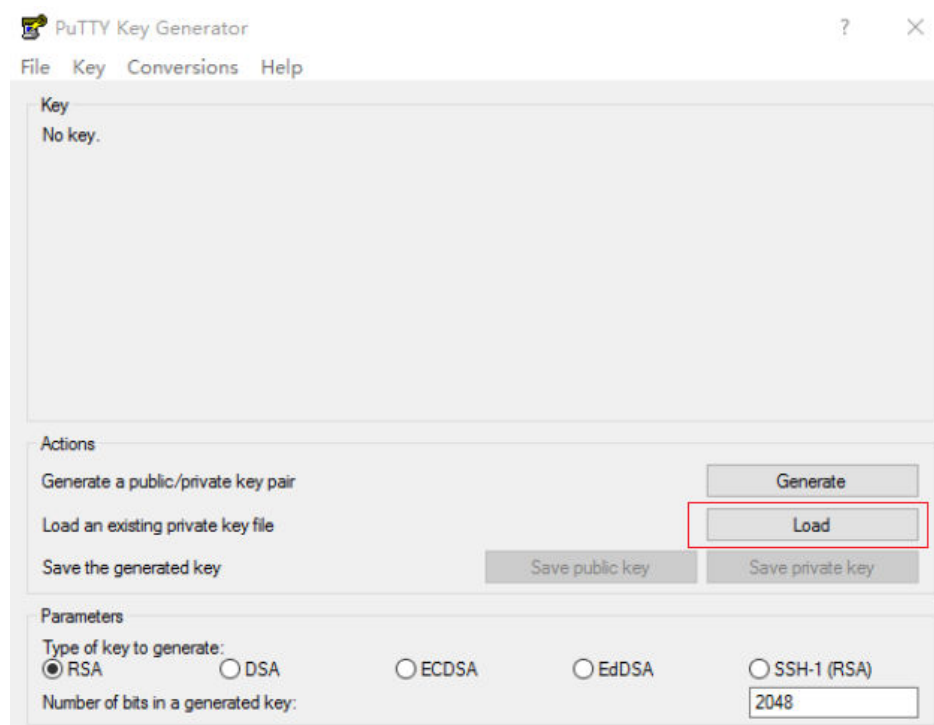 PuTTY Key Generator
?
File Key Conversions Help
Key
No key.
Actions
Generate a public/private key pair Generate
Load an existing private key file Load
Save the generated key Save public key Save private key
Parameters
Type of key to generate:
RSA DSA ECDSA EdDSA SSH-1 (RSA)
Number of bits in a generated key: 2048